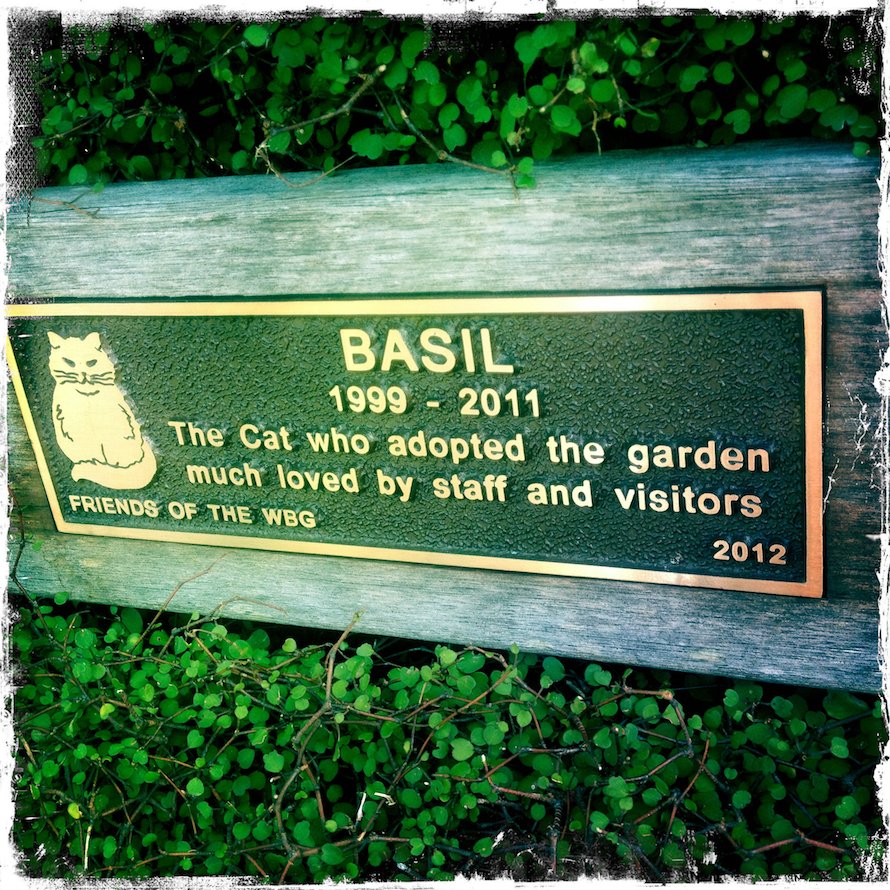 BASIL
1999 - 2011
The Cat who adopted the garden
much loved by staff and visitors
FRIENDS OF THE WBG
2012